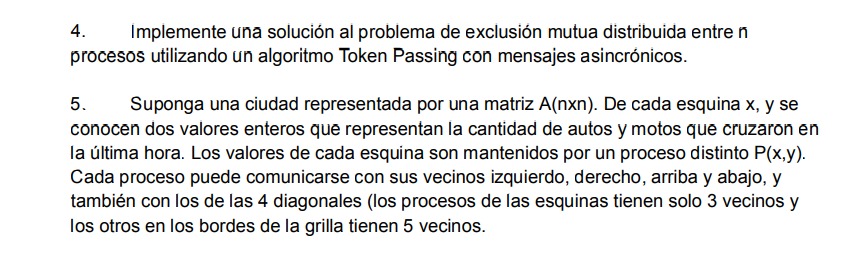 4. Implemente una solución al problema de exclusión mutua distribuida entre n
procesos utilizando un algoritmo Token Passing con mensajes asincrónicos.
5. Suponga una ciudad representada por una matriz A(nxn). De cada esquina x, y se
conocen dos valores enteros que representan la cantidad de autos y motos que cruzaron en
la última hora. Los valores de cada esquina son mantenidos por un proceso distinto P(x,y).
Cada proceso puede comunicarse con sus vecinos izquierdo, derecho, arriba y abajo, y
también con los de las 4 diagonales (los procesos de las esquinas tienen solo 3 vecinos y
los otros en los bordes de la grilla tienen 5 vecinos.